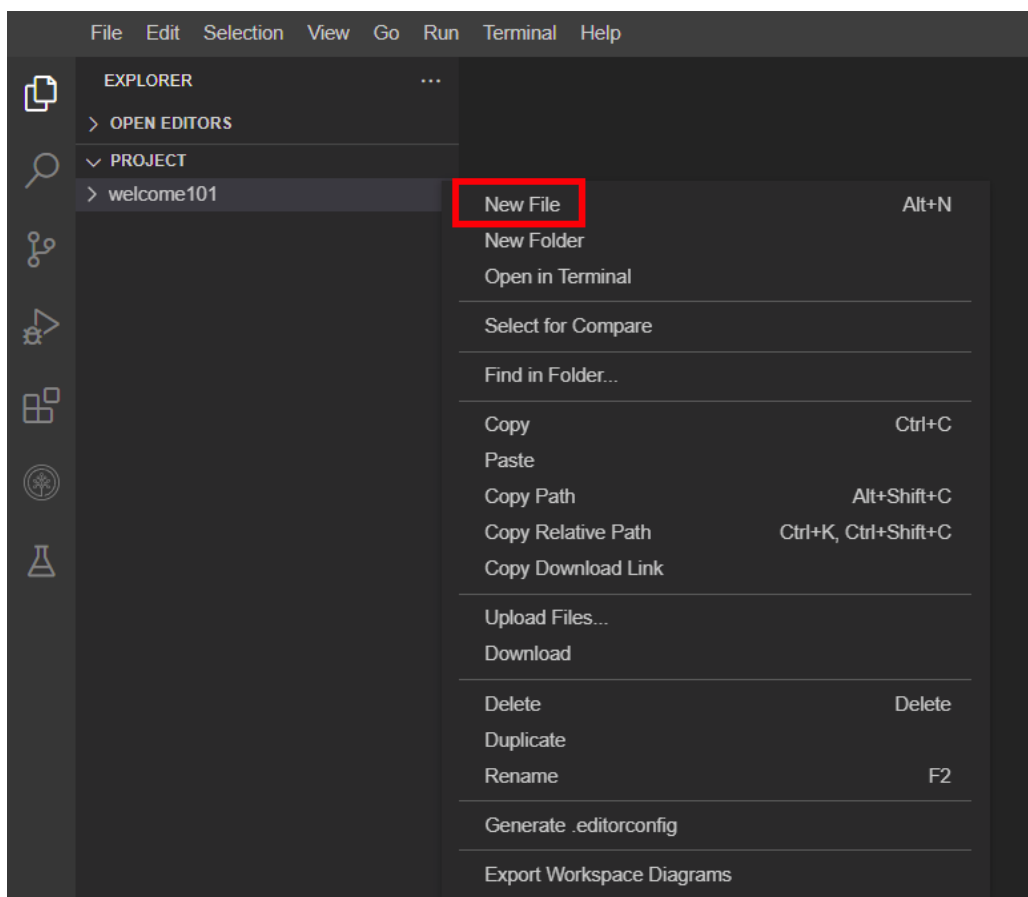 File Edit Selection View Go Run Terminal Help
EXPLORER ...
OPEN EDITORS
PROJECT
welcome101
New File Alt+N
New Folder
Open in Terminal
Select for Compare
Find in Folder...
Copy Ctrl+C
Paste
Copy Path Alt+Shift+C
Copy Relative Path Ctrl+K, Ctrl+Shift+C
Copy Download Link
Upload Files...
Download
Delete Delete
Duplicate
Rename F2
Generate .editorconfig
Export Workspace Diagrams